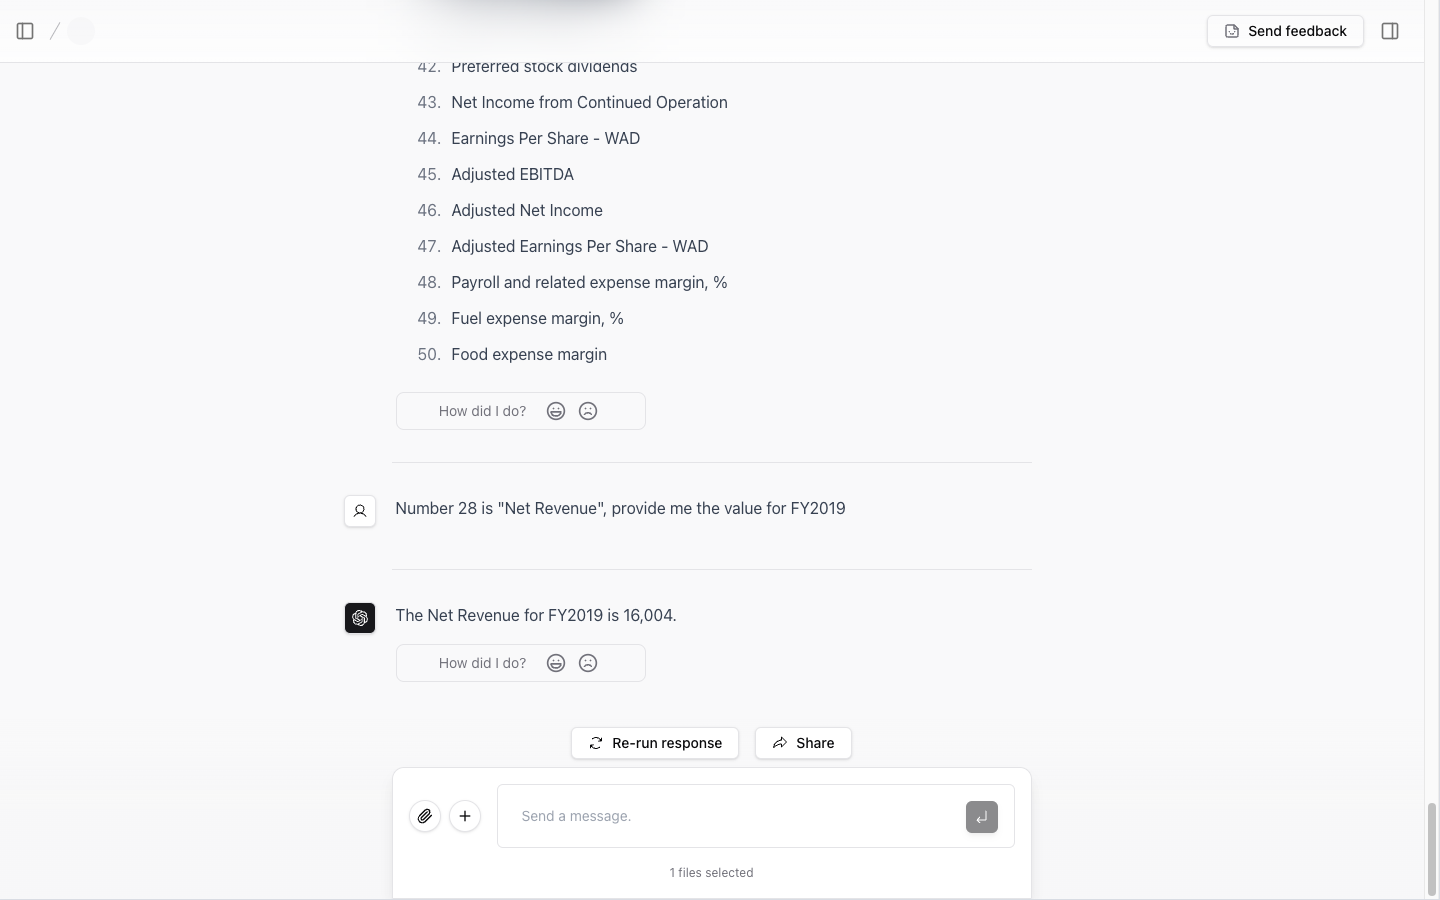 Send feedback
42. Preferred stock dividends
43. Net Income from Continued Operation
44. Earnings Per Share - WAD
45. Adjusted EBITDA
46. Adjusted Net Income
47. Adjusted Earnings Per Share - WAD
48. Payroll and related expense margin, %
49. Fuel expense margin, %
50. Food expense margin
How did I do?
Number 28 is "Net Revenue", provide me the value for FY2019
The Net Revenue for FY2019 is 16,004.
How did I do?
Re-run response
Share
Send a message.
1 files selected